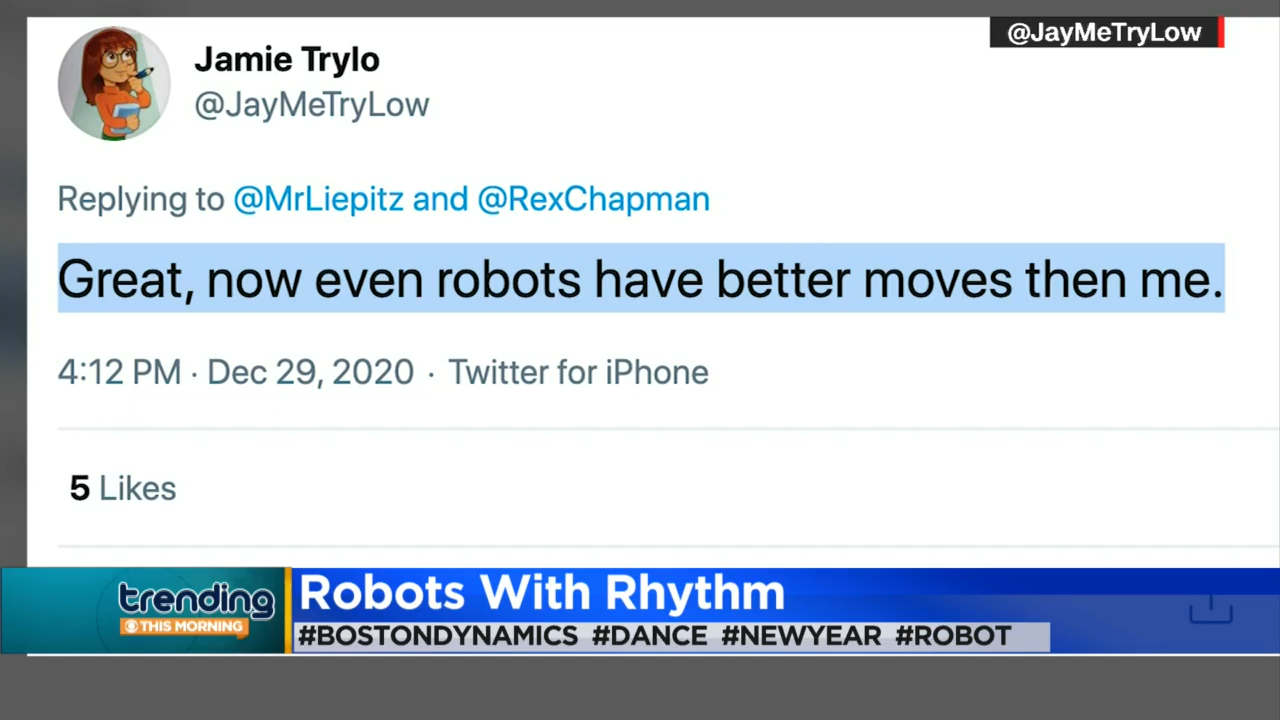 @JayMeTryLow
Jamie Trylo
@JayMeTryLow
Replying to @MrLiepitz and @RexChapman
Great, now even robots have better moves then me.
4:12 PM · Dec 29, 2020 · Twitter for iPhone
5 Likes
trending
THIS MORNING
Robots With Rhythm
#BOSTONDYNAMICS #DANCE #NEWYEAR #ROBOT